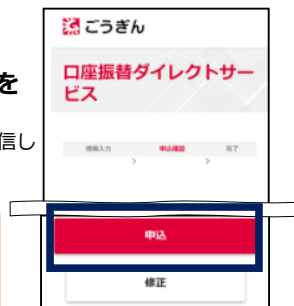 ごうぎん
口座振替ダイレクトサー
ビス
を
信し
情報入力 申込確認 完了
> >
申込
修正